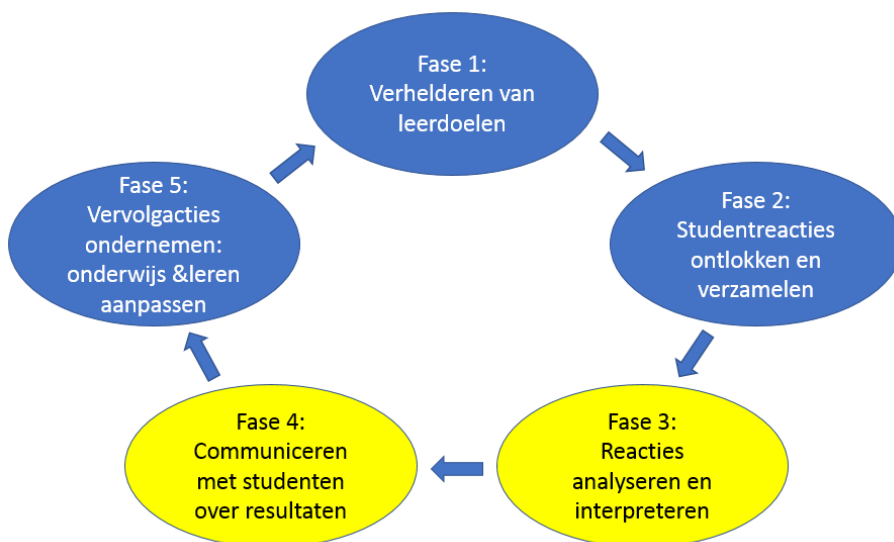 Fase 1:
Verhelderen van
leerdoelen
Fase 2:
Studentreacties
ontlokken en
verzamelen
Fase 3:
Reacties
analyseren en
interpreteren
Fase 4:
Communiceren
met studenten
over resultaten
Fase 5:
Vervolgacties
ondernemen:
onderwijs &leren
aanpassen